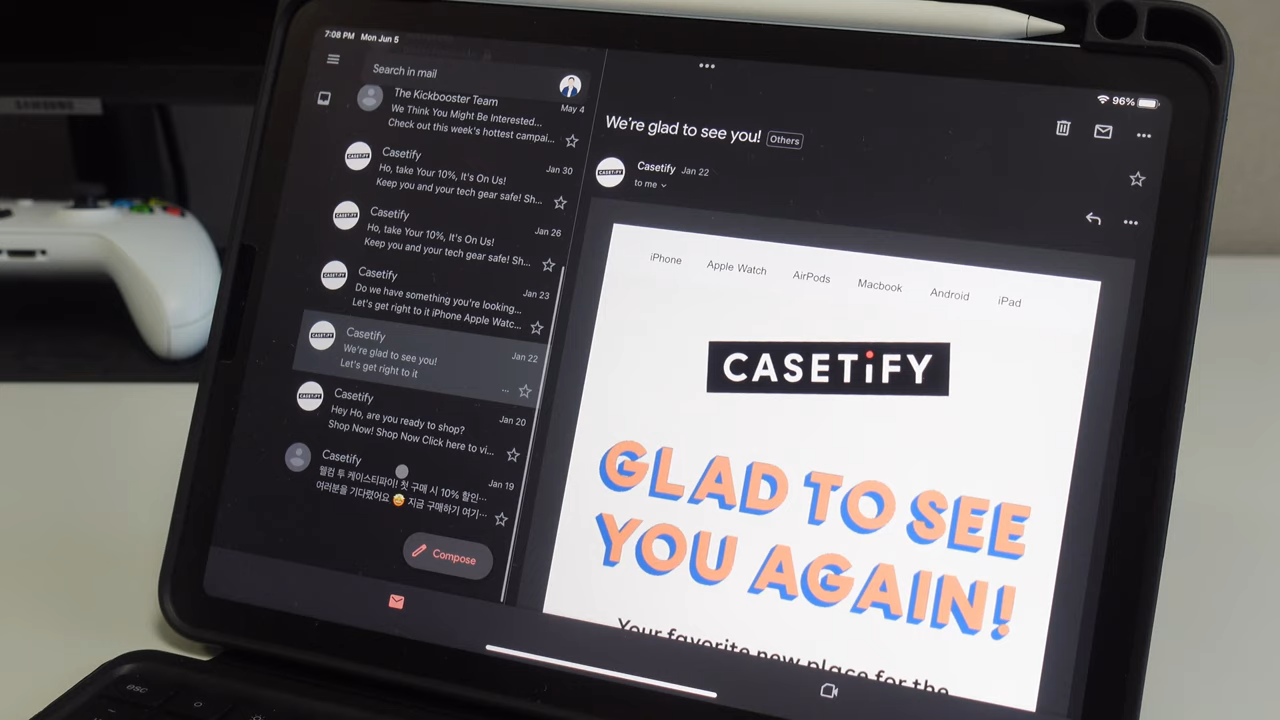 SAMSUNG
7:08 PM Mon Jun 5
96%
Search in mail
The Kickbooster Team
May 4
We Think You Might Be Interested...
Check out this week's hottest campai...
Casetify
Jan 30
Ho, take Your 10%, It's On Us!
Keep you and your tech gear safe! Sh...
Casetify
Jan 26
Ho, take Your 10%, It's On Us!
Keep you and your tech gear safe! Sh...
Casetify
Jan 23
Do we have something you're looking...
Let's get right to it iPhone Apple Watc...
Casetify
Jan 22
We're glad to see you!
Let's get right to it
...
Casetify
Jan 20
Hey Ho, are you ready to shop?
Shop Now! Shop Now Click here to vi...
Casetify
Jan 19
웰컴 투 케이스티파이! 첫 구매 시 10% 할인...
여러분을 기다렸어요 🤩 지금 구매하기 여기...
Compose
We're glad to see you! Others
CASETiFY
Casetify Jan 22
to me
iPhone Apple Watch AirPods Macbook Android iPad
CASETiFY
GLAD TO SEE
YOU AGAIN!
Your favorite new place for the
esc